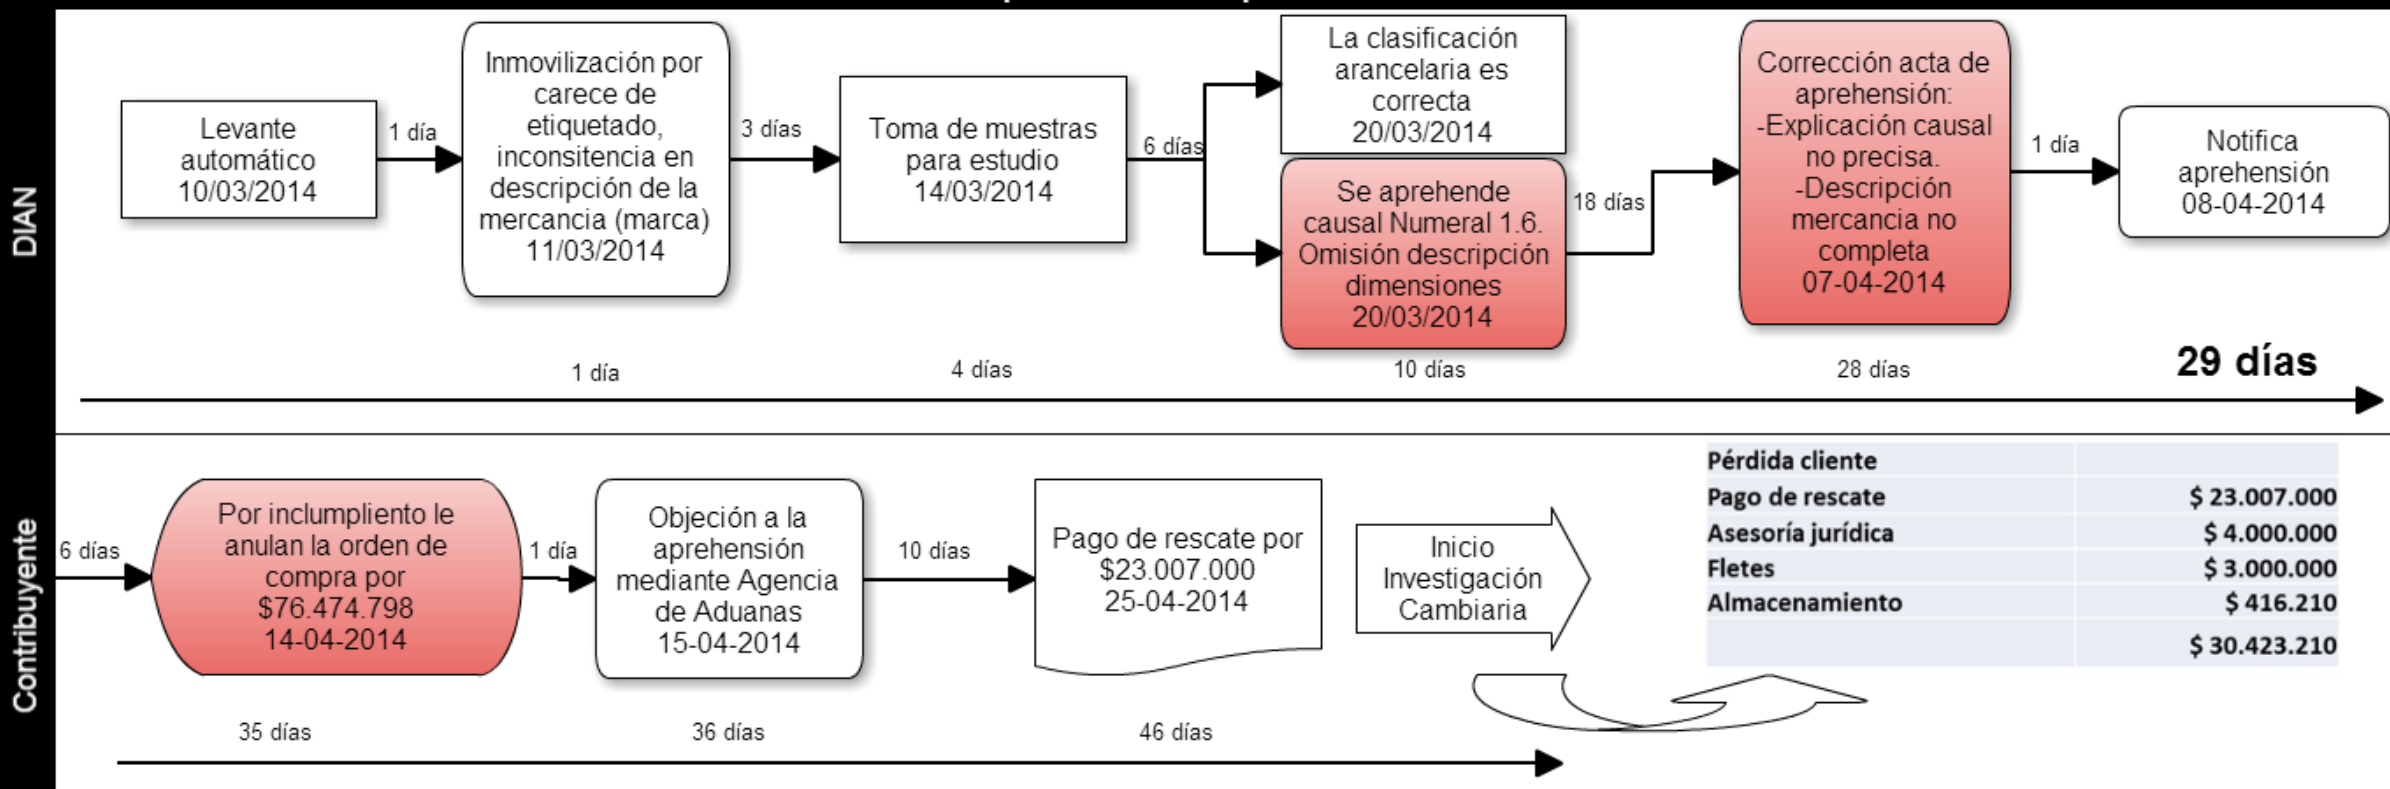 DIAN
Levante
automático
10/03/2014
1 día
Inmovilización por
carece de
etiquetado,
inconsitencia en
descripción de la
mercancia (marca)
11/03/2014
3 días
Toma de muestras
para estudio
14/03/2014
6 días
La clasificación
arancelaria es
correcta
20/03/2014
Se aprehende
causal Numeral 1.6.
Omisión descripción
dimensiones
20/03/2014
18 días
Corrección acta de
aprehensión:
-Explicación causal
no precisa.
-Descripción
mercancia no
completa
07-04-2014
1 día
Notifica
aprehensión
08-04-2014
1 día
4 días
10 días
28 días
29 días
Contribuyente
6 días
Por inclumpliento le
anulan la orden de
compra por
$76.474.798
14-04-2014
1 día
Objeción a la
aprehensión
mediante Agencia
de Aduanas
15-04-2014
10 días
Pago de rescate por
$23.007.000
25-04-2014
Inicio
Investigación
Cambiaria
Pérdida cliente
Pago de rescate $ 23.007.000
Asesoría jurídica $ 4.000.000
Fletes $ 3.000.000
Almacenamiento $ 416.210
$ 30.423.210
35 días
36 días
46 días